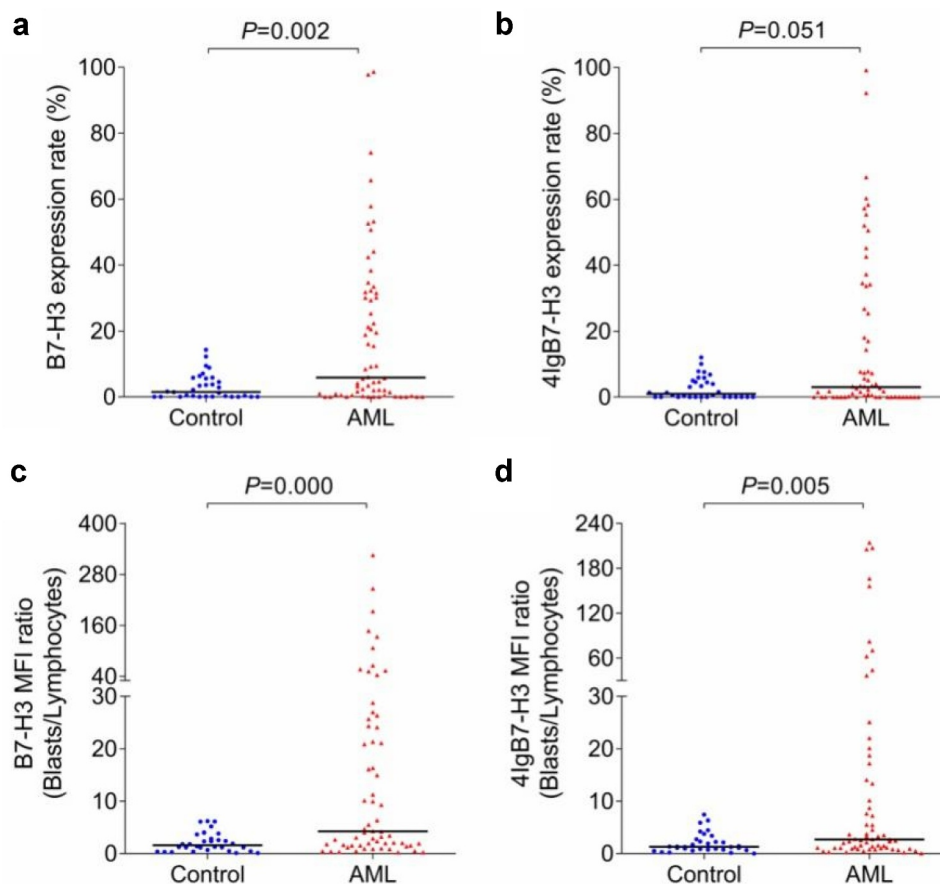 a
P=0.002
B7-H3 expression rate (%)
100
80
60
40
20
0
Control
AML
b
P=0.051
4IgB7-H3 expression rate (%)
100
80
60
40
20
0
Control
AML
c
P=0.000
B7-H3 MFI ratio
(Blasts/Lymphocytes)
400
280
160
40
30
20
10
0
Control
AML
d
P=0.005
4IgB7-H3 MFI ratio
(Blasts/Lymphocytes)
240
180
120
60
30
20
10
0
Control
AML